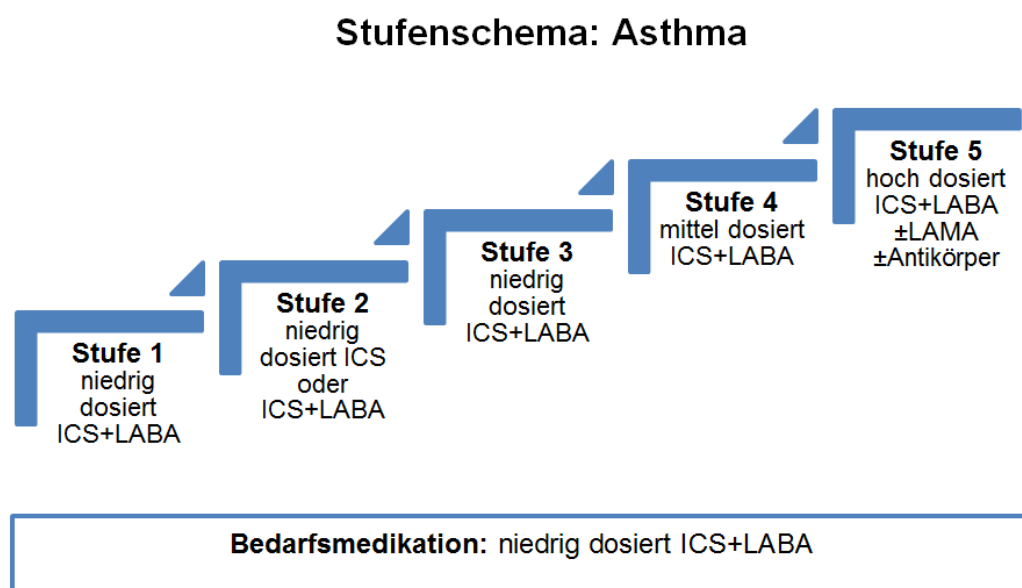 Stufenschema: Asthma
Stufe 1
niedrig
dosiert
ICS+LABA
Stufe 2
niedrig
dosiert ICS
oder
ICS+LABA
Stufe 3
niedrig
dosiert
ICS+LABA
Stufe 4
mittel dosiert
ICS+LABA
Stufe 5
hoch dosiert
ICS+LABA
±LAMA
±Antikörper
Bedarfsmedikation: niedrig dosiert ICS+LABA